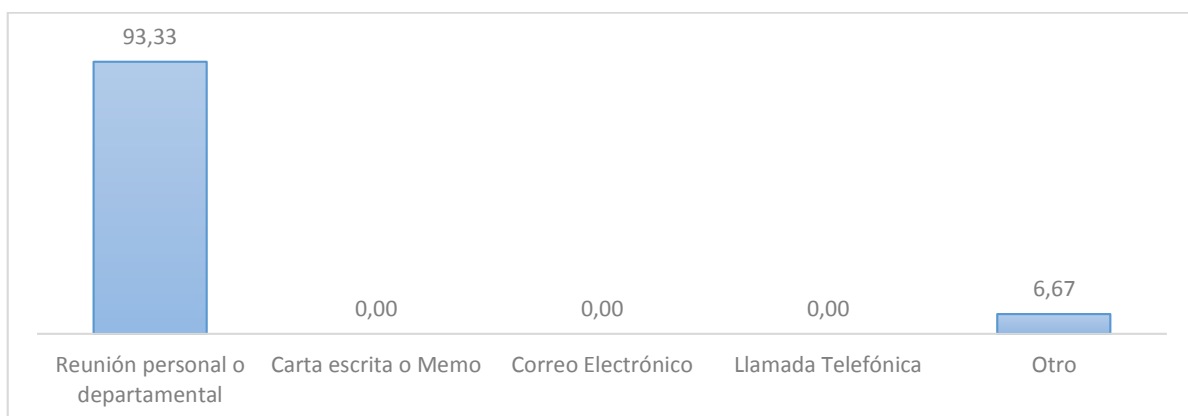 93,33
0,00
0,00
0,00
6,67
Reunión personal o
departamental
Carta escrita o Memo
Correo Electrónico
Llamada Telefónica
Otro